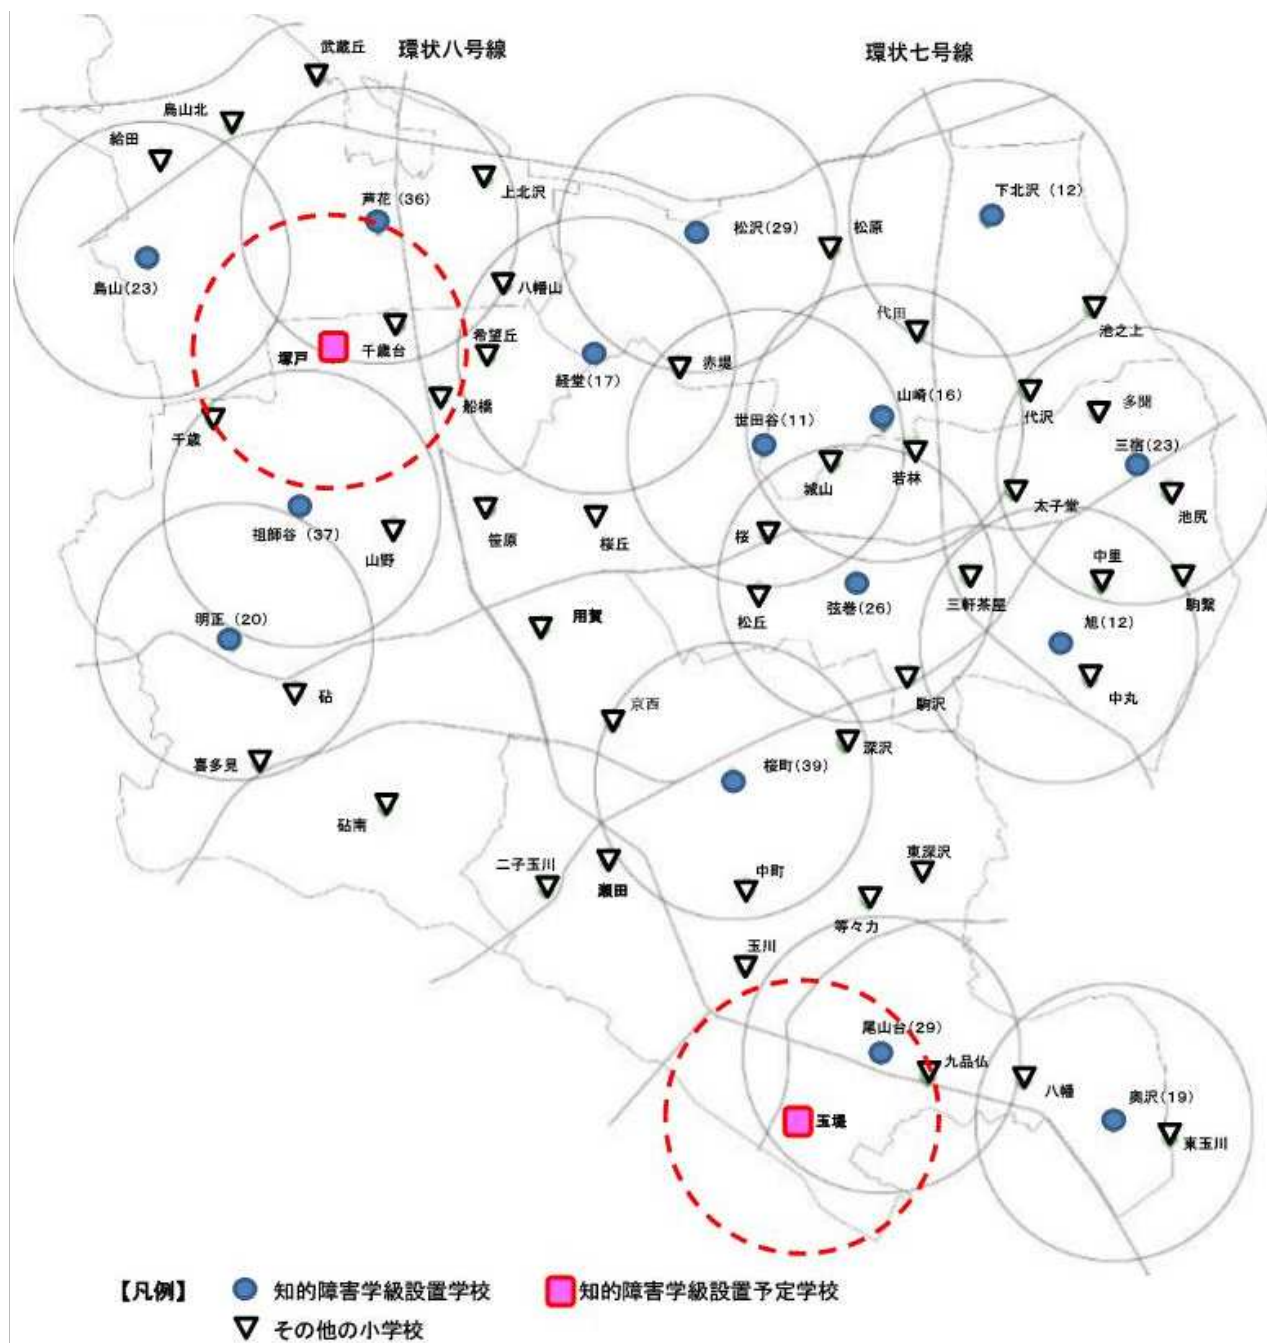 武蔵丘
環状八号線
環状七号線
烏山北
給田
上北沢
芦花(36)
下北沢(12)
松沢(29)
松原
烏山(23)
八幡山
代田
池之上
希望丘
塚戸
千歳台
経堂(17)
赤堤
船橋
山崎(16)
代沢
多聞
世田谷(11)
千歳
三宿(23)
城山
若林
太子堂
池尻
祖師谷(37)
山野
笹原
桜丘
桜
中里
三軒茶屋
駒繋
松丘
弦巻(26)
明正(20)
用賀
旭(12)
砧
京西
駒沢
中丸
深沢
喜多見
桜町(39)
砧南
二子玉川
瀬田
中町
東深沢
等々力
玉川
尾山台(29)
九品仏
八幡
奥沢(19)
玉堤
東玉川
【凡例】
知的障害学級設置学校
知的障害学級設置予定学校
その他の小学校